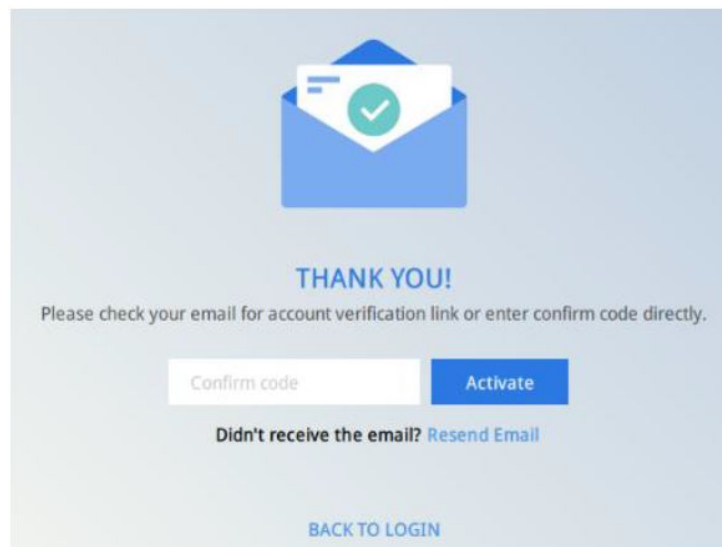 THANK YOU!
Please check your email for account verification link or enter confirm code directly.
Confirm code
Activate
Didn't receive the email? Resend Email
BACK TO LOGIN